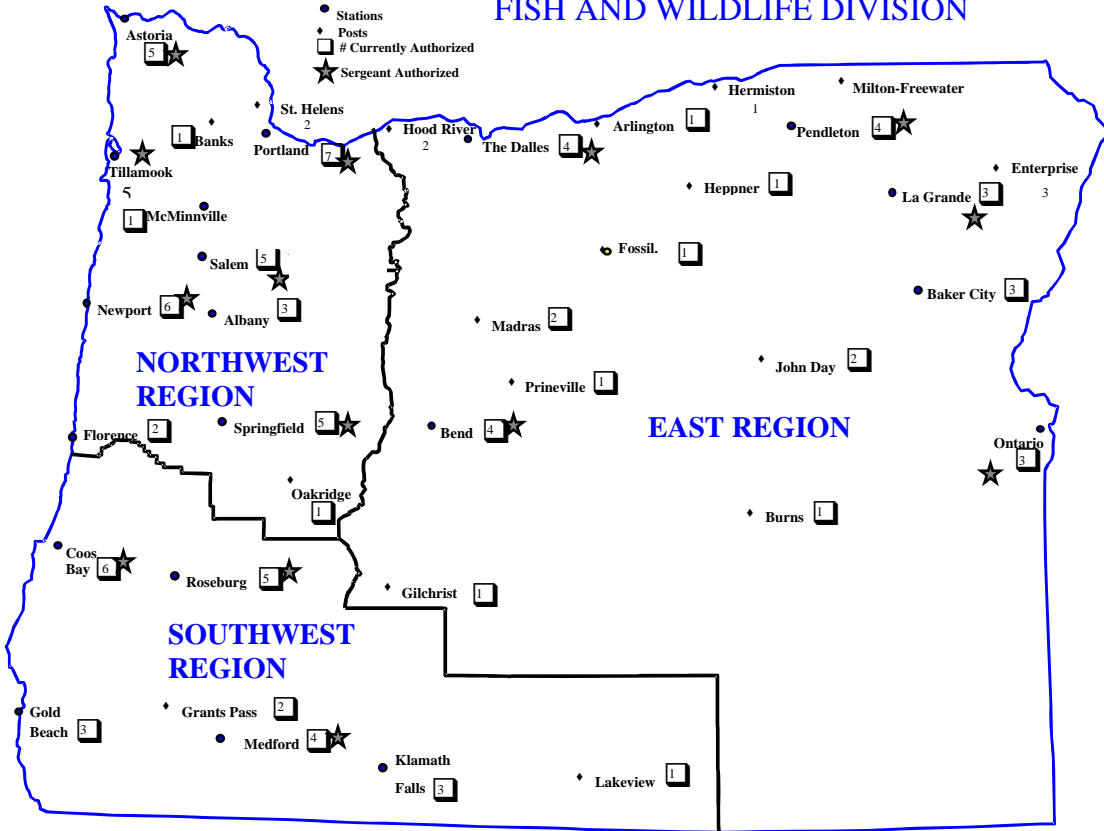 FISH AND WILDLIFE DIVISION
Stations
Posts
# Currently Authorized
Sergeant Authorized
Astoria
5
St. Helens
2
1
Banks
Portland
7
Tillamook
5
1
McMinnville
Salem
5
Newport
6
Albany
3
NORTHWEST
REGION
Florence
2
Springfield
5
Oakridge
1
Hood River
2
The Dalles
4
Arlington
1
Hermiston
1
Milton-Freewater
Pendleton
4
Heppner
1
Enterprise
3
La Grande
3
Fossil.
1
Baker City
3
Madras
2
John Day
2
Prineville
1
EAST REGION
Bend
4
Ontario
3
Burns
1
Gilchrist
1
Coos
Bay
6
Roseburg
5
SOUTHWEST
REGION
Gold
Beach
3
Grants Pass
2
Medford
4
Klamath
Falls
3
Lakeview
1